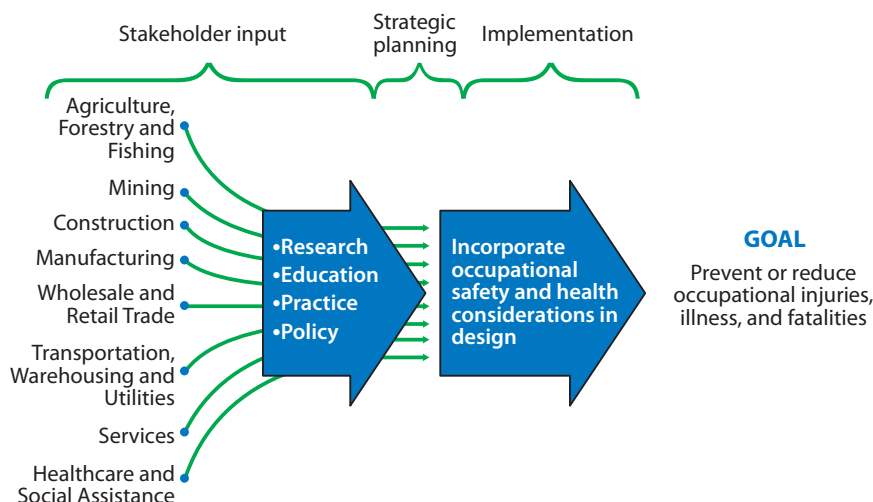 Stakeholder input
Strategic
planning
Implementation
Agriculture,
Forestry and
Fishing
Mining
Construction
Manufacturing
Wholesale and
Retail Trade
Transportation,
Warehousing and
Utilities
Services
Healthcare and
Social Assistance
•Research
•Education
•Practice
•Policy
Incorporate
occupational
safety and health
considerations in
design
GOAL
Prevent or reduce
occupational injuries,
illness, and fatalities